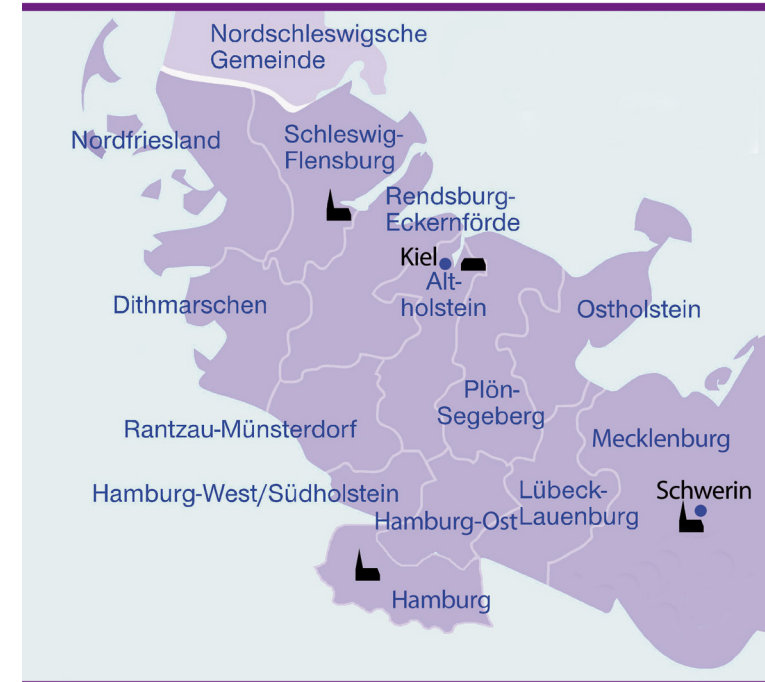 Nordschleswigsche
Gemeinde
Nordfriesland
Schleswig-
Flensburg
Rendsburg-
Eckernförde
Kiel
Alt-
holstein
Dithmarschen
Ostholstein
Plön-
Segeberg
Rantzau-Münsterdorf
Mecklenburg
Hamburg-West/Südholstein
Lübeck-
Lauenburg
Schwerin
Hamburg-Ost
Hamburg